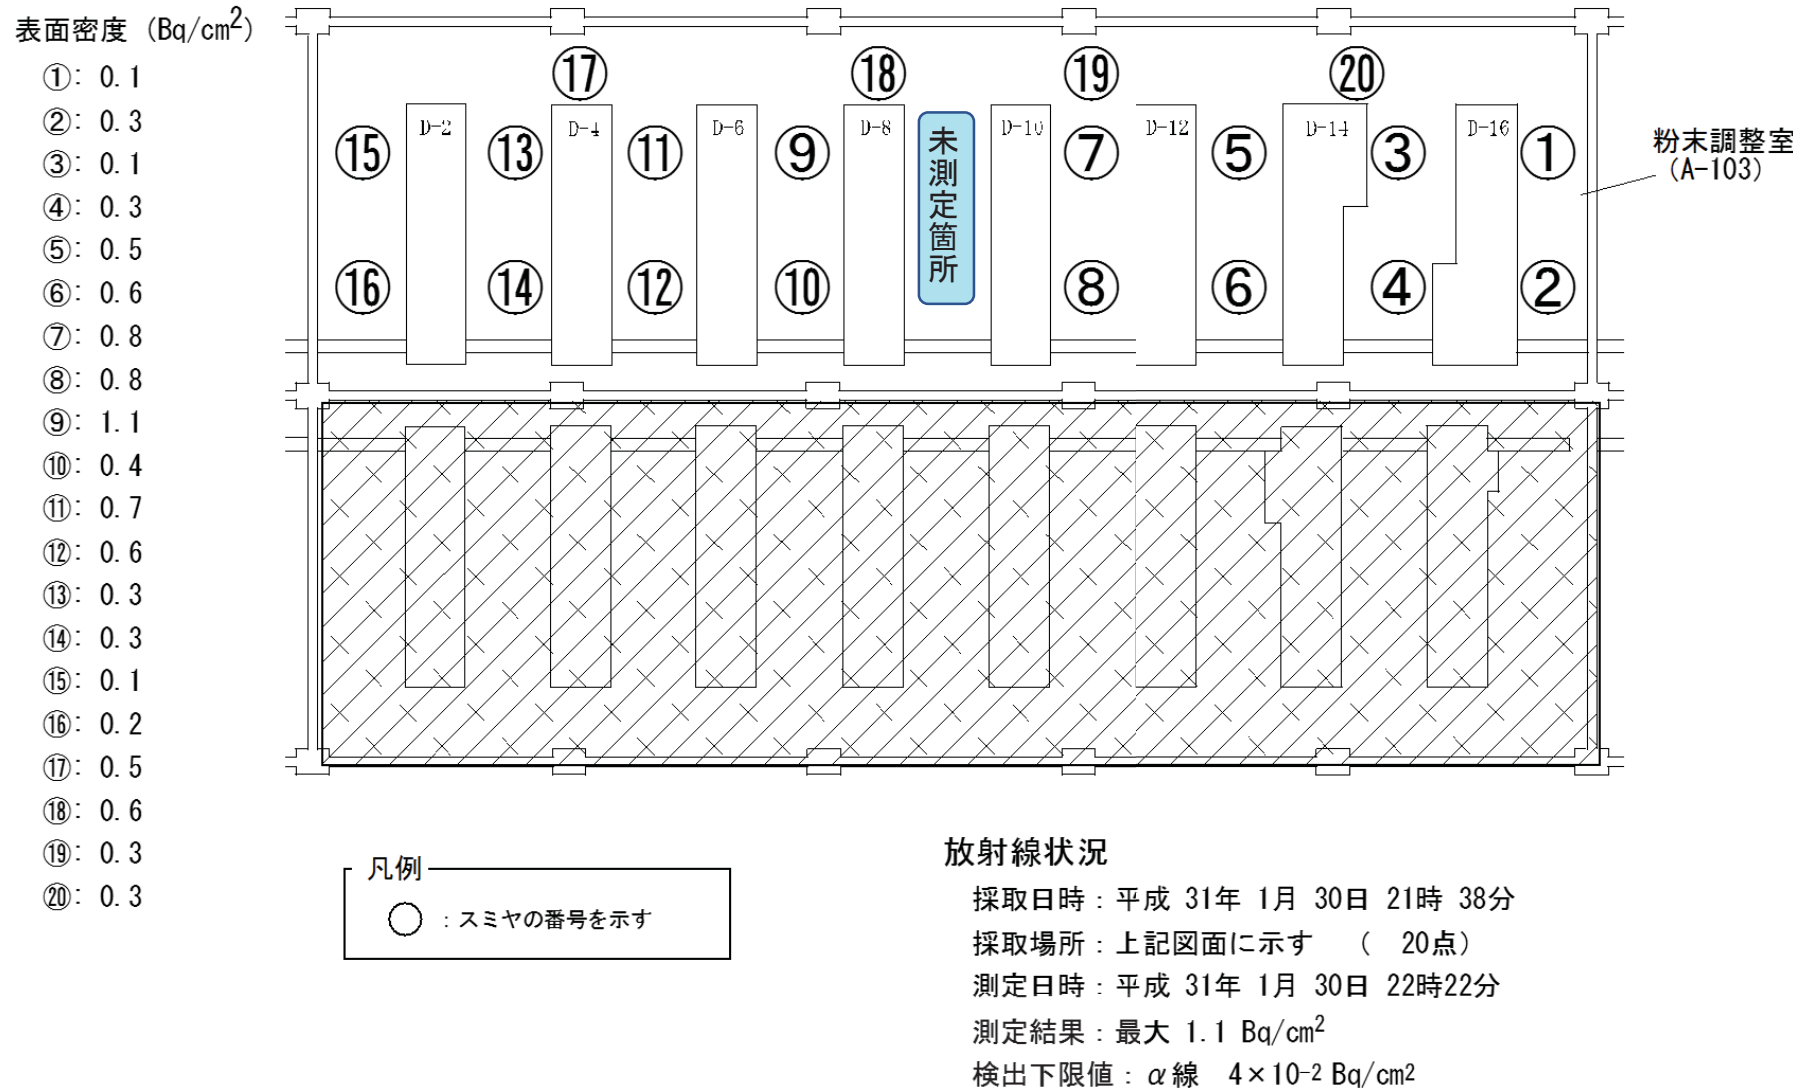 表面密度 (Bq/cm²)
①: 0.1
②: 0.3
③: 0.1
④: 0.3
⑤: 0.5
⑥: 0.6
⑦: 0.8
⑧: 0.8
⑨: 1.1
⑩: 0.4
⑪: 0.7
⑫: 0.6
⑬: 0.3
⑭: 0.3
⑮: 0.1
⑯: 0.2
⑰: 0.5
⑱: 0.6
⑲: 0.3
⑳: 0.3
⑰ ⑱ ⑲ ⑳
D-2 D-4 D-6 D-8 D-10 D-12 D-14 D-16
⑮ ⑬ ⑪ ⑨ ⑦ ⑤ ③ ①
未測定箇所
⑯ ⑭ ⑫ ⑩ ⑧ ⑥ ④ ②
粉末調整室
(A-103)
凡例
○ : スミヤの番号を示す
放射線状況
採取日時 : 平成 31年 1月 30日 21時 38分
採取場所 : 上記図面に示す ( 20点)
測定日時 : 平成 31年 1月 30日 22時22分
測定結果 : 最大 1.1 Bq/cm²
検出下限値 : α線 4×10⁻² Bq/cm²